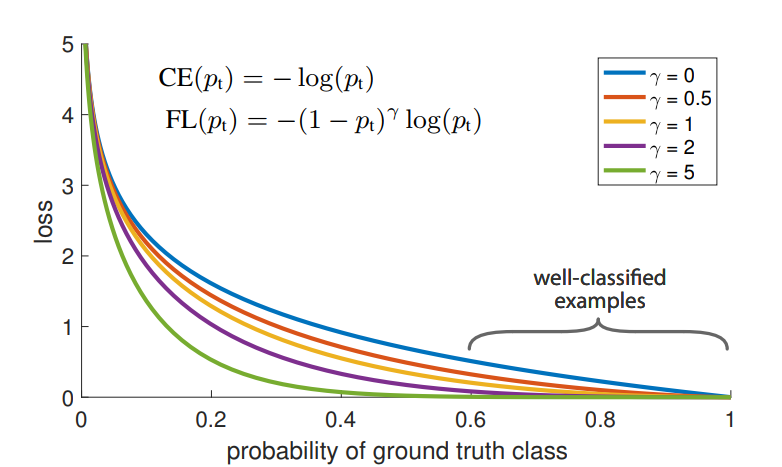 CE(pₜ) = − log(pₜ)
FL(pₜ) = −(1 − pₜ)^γ log(pₜ)
γ = 0
γ = 0.5
γ = 1
γ = 2
γ = 5
well-classified
examples
loss
5
4
3
2
1
0
0
0.2
0.4
0.6
0.8
1
probability of ground truth class